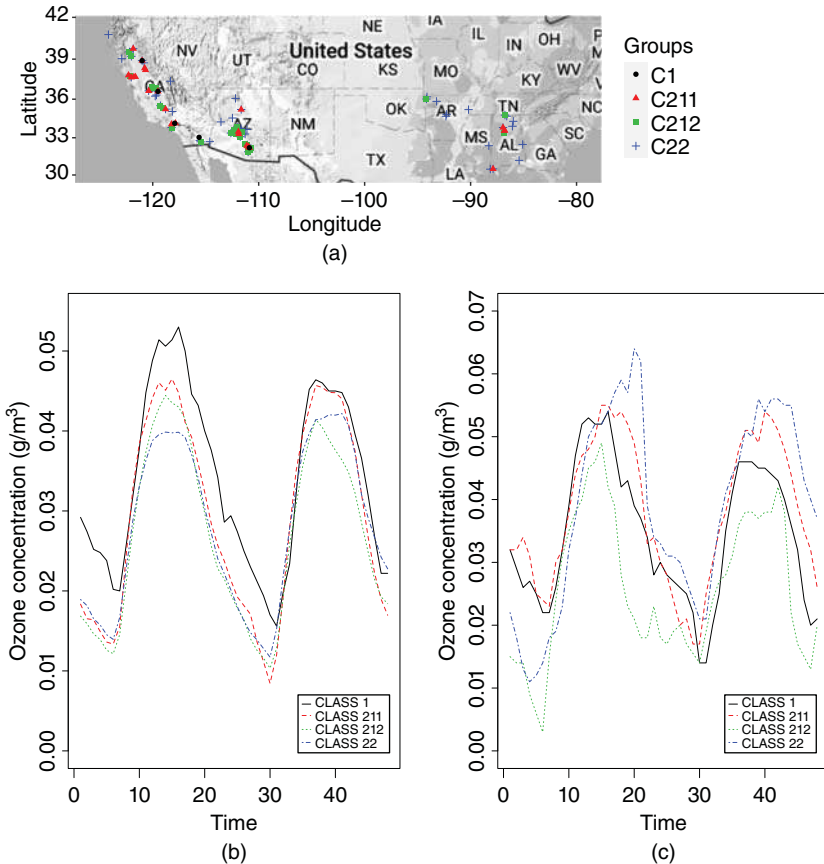 42
39
36
33
30
Latitude
NV
UT
CO
CA
AZ
NM
United States
NE
KS
OK
TX
IA
MO
AR
LA
IL
IN
OH
KY
WV
TN
MS
AL
GA
SC
NC
P
M
−120
−110
−100
−90
−80
Longitude
(a)
Groups
C1
C211
C212
C22
0.05
0.04
0.03
0.02
0.01
0.00
Ozone concentration (g/m³)
CLASS 1
CLASS 211
CLASS 212
CLASS 22
0 10 20 30 40
Time
(b)
0.07
0.06
0.05
0.04
0.03
0.02
0.01
0.00
Ozone concentration (g/m³)
CLASS 1
CLASS 211
CLASS 212
CLASS 22
0 10 20 30 40
Time
(c)